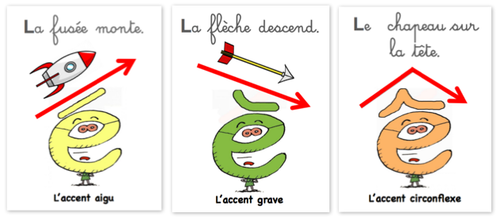 La fusée monte.
é
L'accent aigu
La flèche descend.
è
L'accent grave
Le chapeau sur
la tête.
ê
L'accent circonflexe